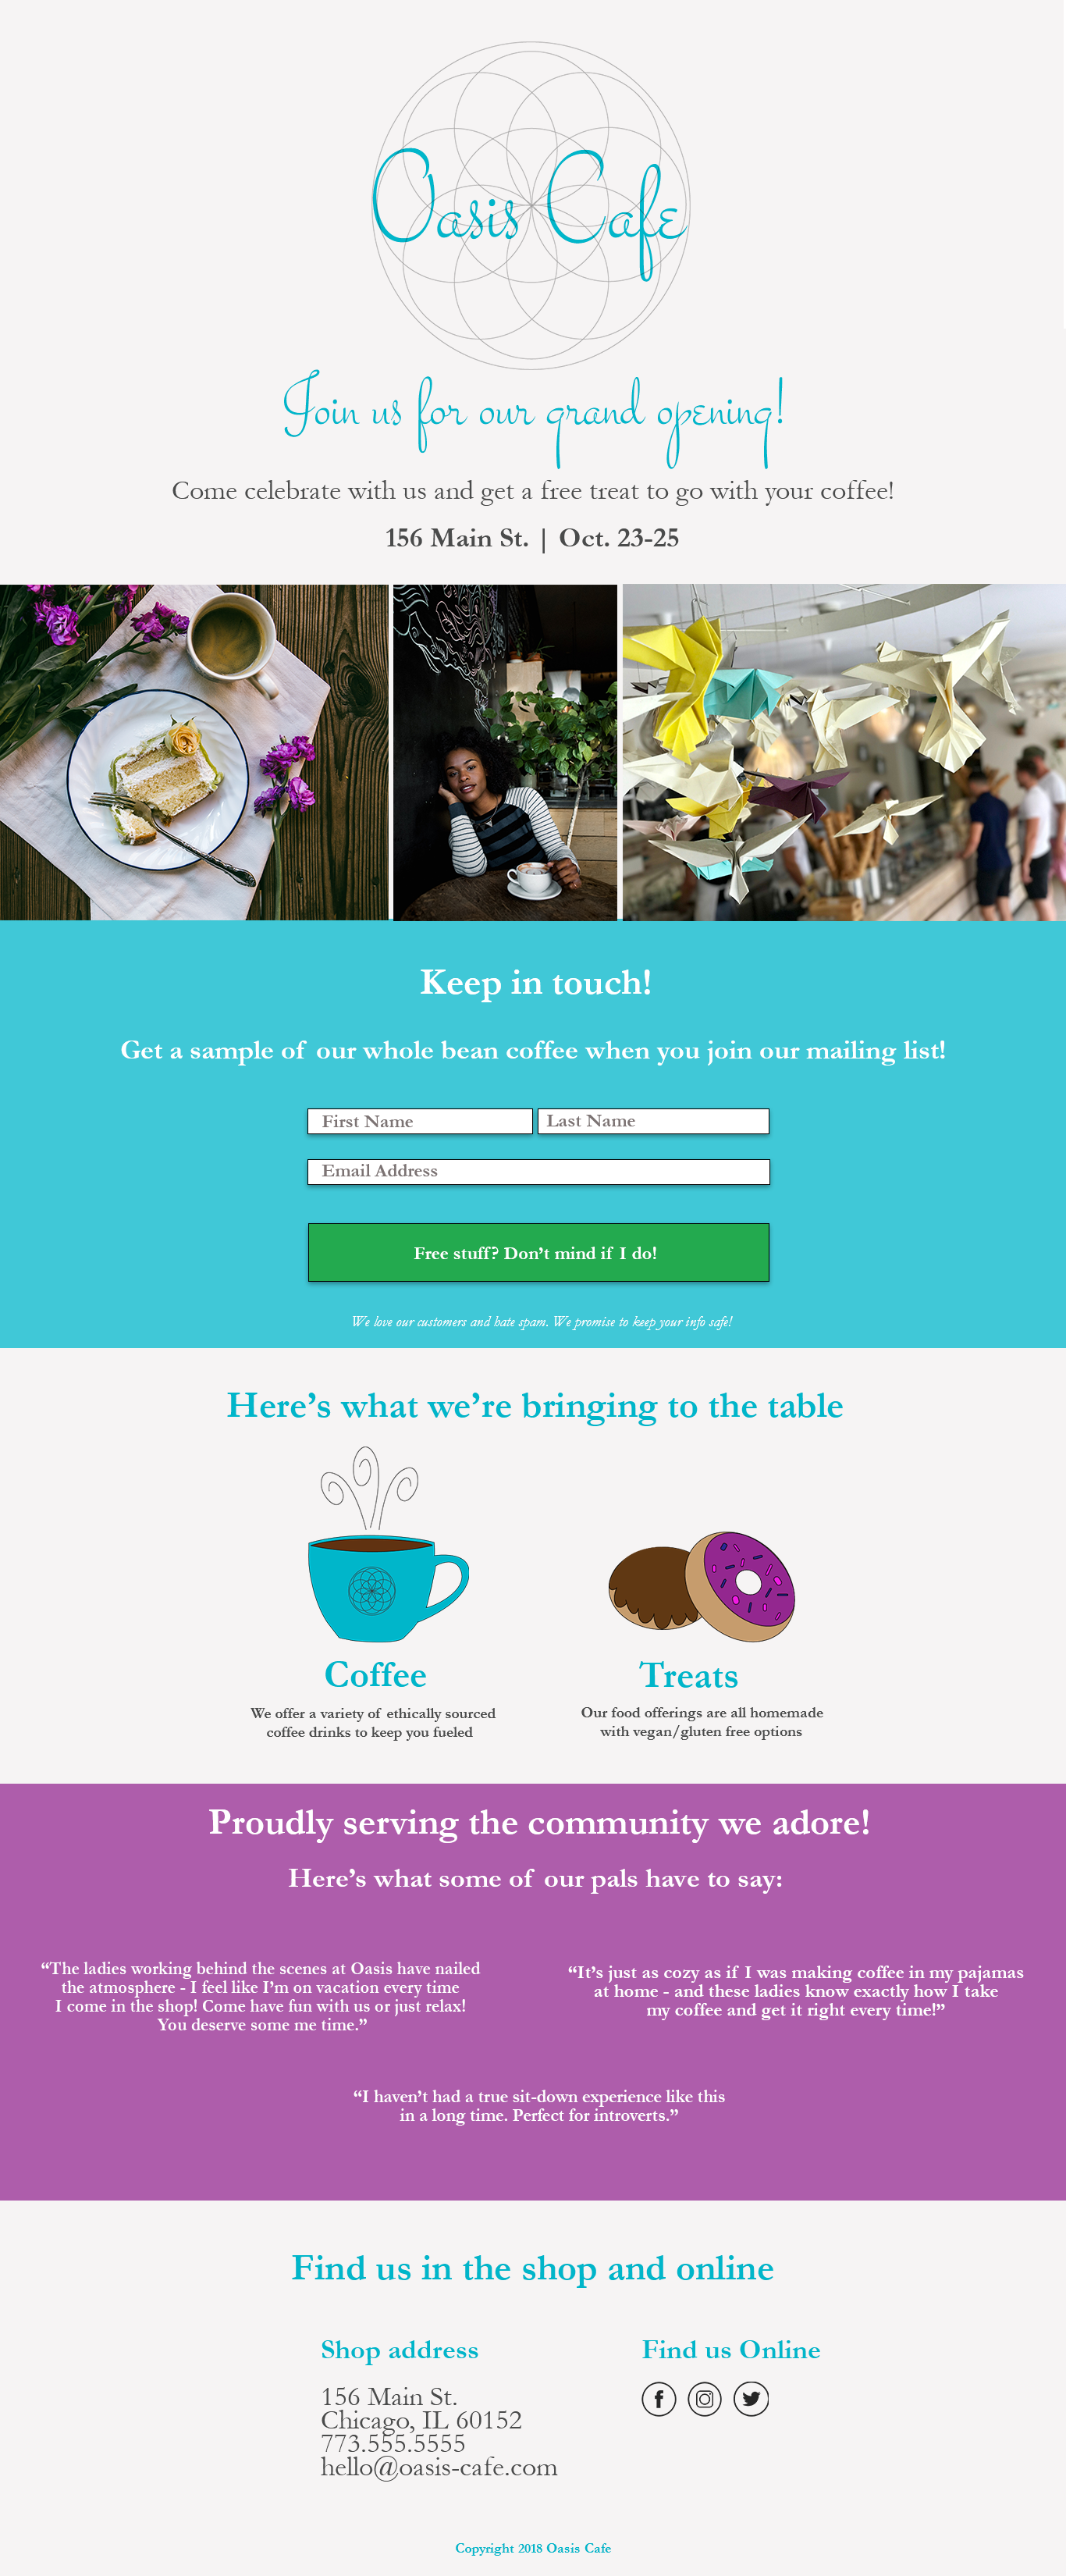 Oasis Cafe
Join us for our grand opening!
Come celebrate with us and get a free treat to go with your coffee!
156 Main St. | Oct. 23-25
Keep in touch!
Get a sample of our whole bean coffee when you join our mailing list!
First Name
Last Name
Email Address
Free stuff? Don’t mind if I do!
We love our customers and hate spam. We promise to keep your info safe!
Here’s what we’re bringing to the table
Coffee
We offer a variety of ethically sourced
coffee drinks to keep you fueled
Treats
Our food offerings are all homemade
with vegan/gluten free options
Proudly serving the community we adore!
Here’s what some of our pals have to say:
“The ladies working behind the scenes at Oasis have nailed
the atmosphere - I feel like I’m on vacation every time
I come in the shop! Come have fun with us or just relax!
You deserve some me time.”
“It’s just as cozy as if I was making coffee in my pajamas
at home - and these ladies know exactly how I take
my coffee and get it right every time!”
“I haven’t had a true sit-down experience like this
in a long time. Perfect for introverts.”
Find us in the shop and online
Shop address
156 Main St.
Chicago, IL 60152
773.555.5555
hello@oasis-cafe.com
Find us Online
Copyright 2018 Oasis Cafe